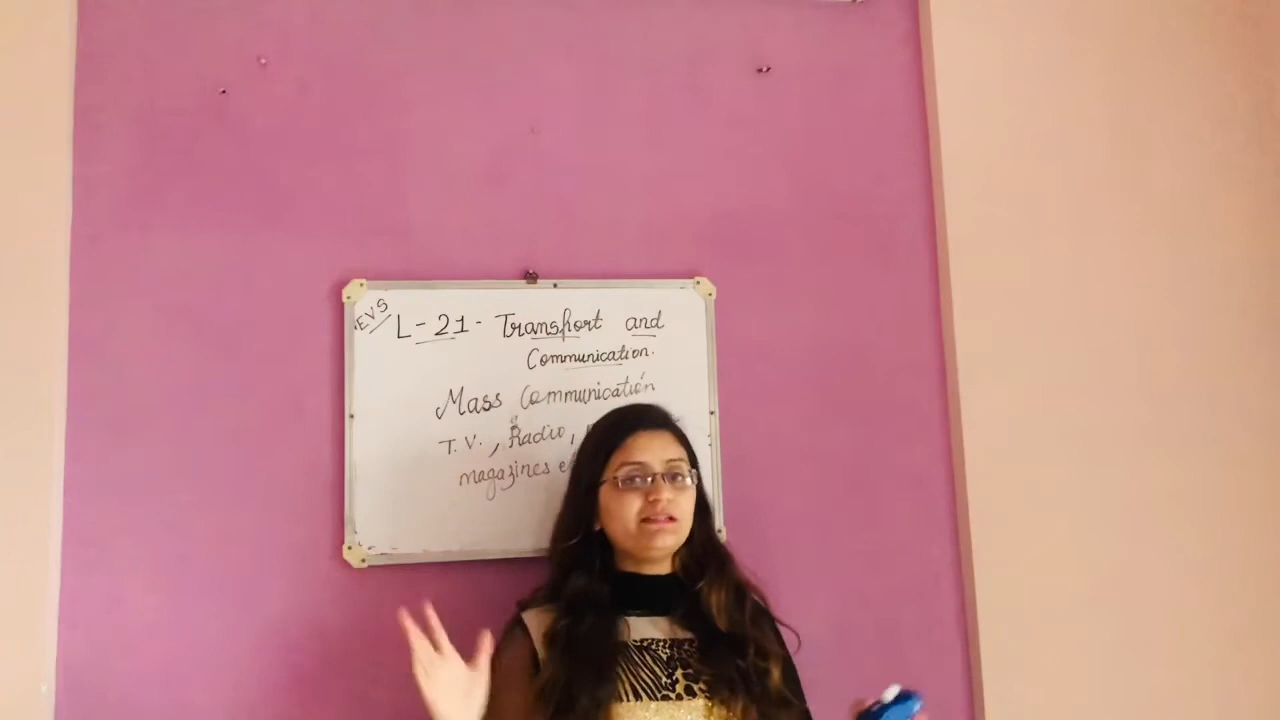 EVS
L-21- Transport and
Communication.
Mass Communication
T.V., Radio,
magazines